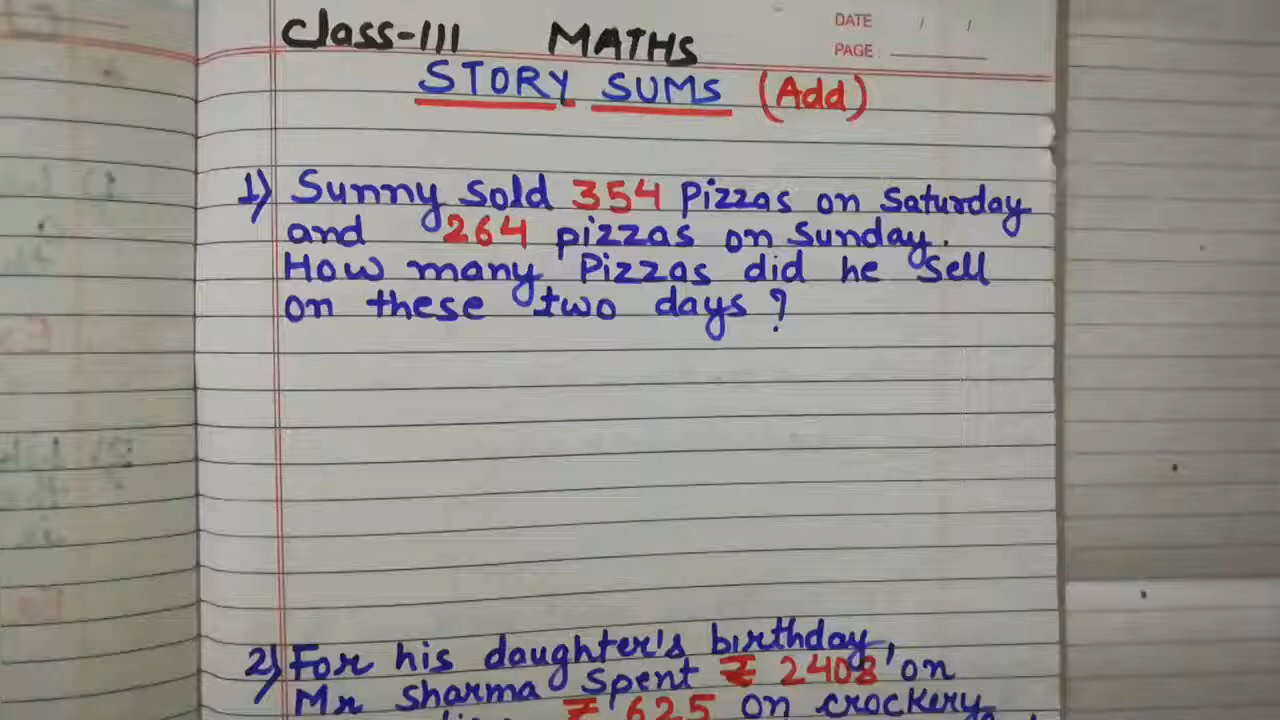 Class-III MATHS
DATE / /
PAGE
STORY SUMS (Add)
1) Sunny sold 354 pizzas on saturday
and 264 pizzas on sunday.
How many Pizzas did he sell
on these two days?
2) For his daughter's birthday,
Mr sharma spent ₹ 2408 on
₹ 625 on crockery